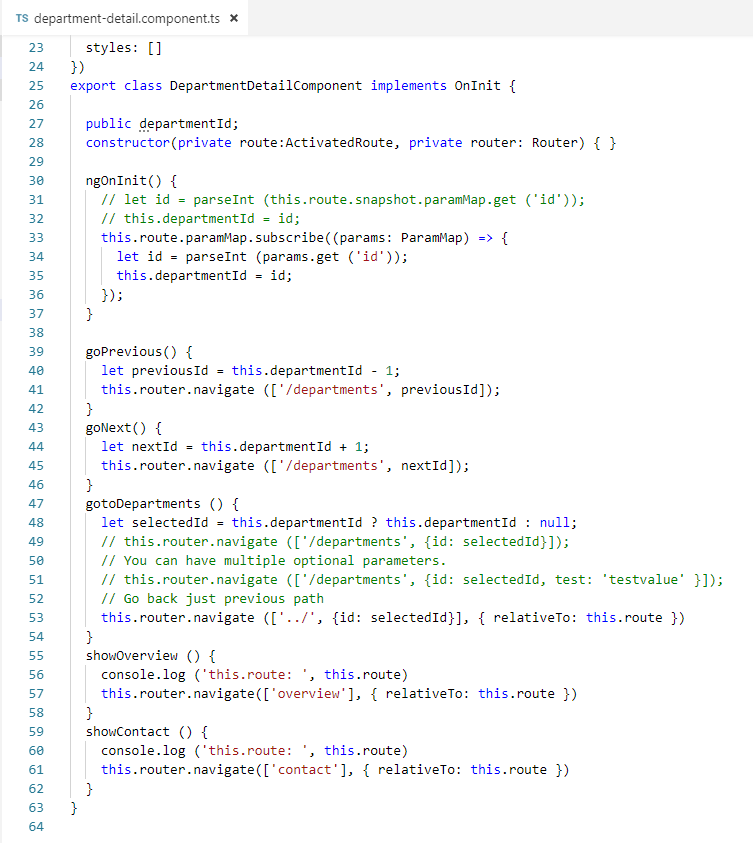 TS department-detail.component.ts ×
23 styles: []
24 })
25 export class DepartmentDetailComponent implements OnInit {
26
27 public departmentId;
28 constructor(private route:ActivatedRoute, private router: Router) { }
29
30 ngOnInit() {
31 // let id = parseInt (this.route.snapshot.paramMap.get ('id'));
32 // this.departmentId = id;
33 this.route.paramMap.subscribe((params: ParamMap) => {
34 let id = parseInt (params.get ('id'));
35 this.departmentId = id;
36 });
37 }
38
39 goPrevious() {
40 let previousId = this.departmentId - 1;
41 this.router.navigate (['/departments', previousId]);
42 }
43 goNext() {
44 let nextId = this.departmentId + 1;
45 this.router.navigate (['/departments', nextId]);
46 }
47 gotoDepartments () {
48 let selectedId = this.departmentId ? this.departmentId : null;
49 // this.router.navigate (['/departments', {id: selectedId}]);
50 // You can have multiple optional parameters.
51 // this.router.navigate (['/departments', {id: selectedId, test: 'testvalue' }]);
52 // Go back just previous path
53 this.router.navigate (['../', {id: selectedId}], { relativeTo: this.route })
54 }
55 showOverview () {
56 console.log ('this.route: ', this.route)
57 this.router.navigate(['overview'], { relativeTo: this.route })
58 }
59 showContact () {
60 console.log ('this.route: ', this.route)
61 this.router.navigate(['contact'], { relativeTo: this.route })
62 }
63 }
64